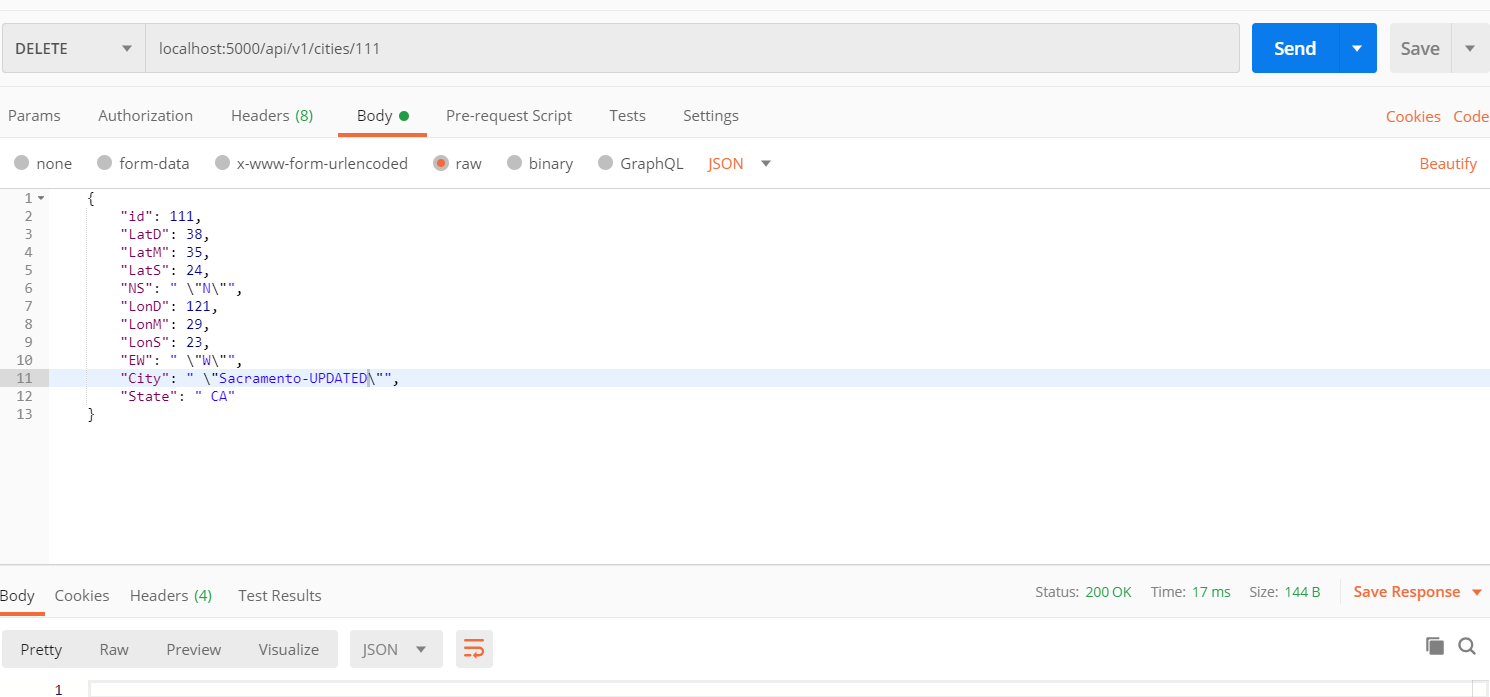 DELETE localhost:5000/api/v1/cities/111 Send Save
Params Authorization Headers (8) Body Pre-request Script Tests Settings Cookies Code
none form-data x-www-form-urlencoded raw binary GraphQL JSON Beautify
1 {
2 "id": 111,
3 "LatD": 38,
4 "LatM": 35,
5 "LatS": 24,
6 "NS": " \"N\"",
7 "LonD": 121,
8 "LonM": 29,
9 "LonS": 23,
10 "EW": " \"W\"",
11 "City": " \"Sacramento-UPDATED\"",
12 "State": " CA"
13 }
Body Cookies Headers (4) Test Results Status: 200 OK Time: 17 ms Size: 144 B Save Response
Pretty Raw Preview Visualize JSON
1